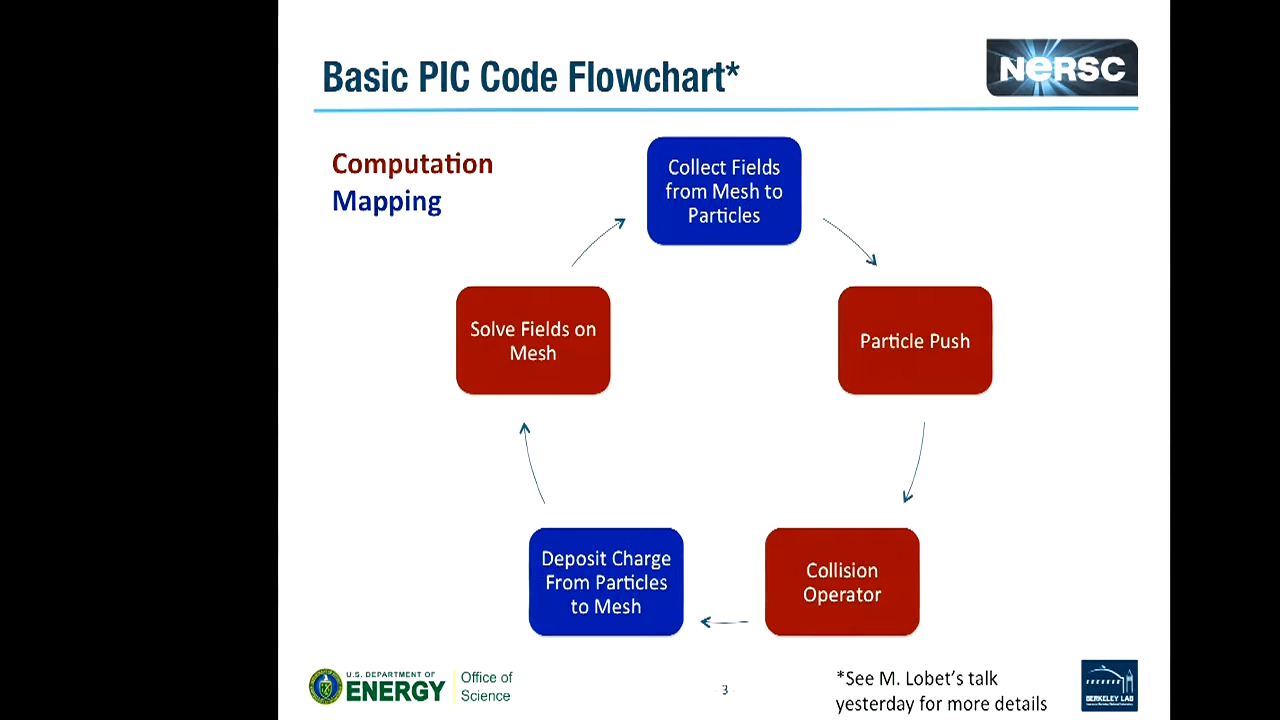 Basic PIC Code Flowchart*
NERSC
Computation
Mapping
Collect Fields
from Mesh to
Particles
Solve Fields on
Mesh
Particle Push
Deposit Charge
From Particles
to Mesh
Collision
Operator
U.S. DEPARTMENT OF
ENERGY
Office of
Science
3
*See M. Lobet's talk
yesterday for more details
BERKELEY LAB